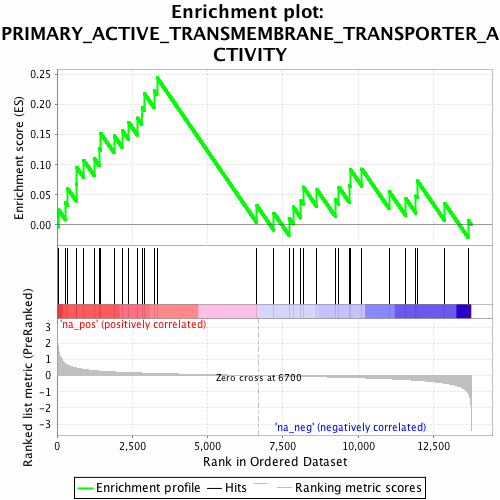 Enrichment plot:
PRIMARY_ACTIVE_TRANSMEMBRANE_TRANSPORTER_A
CTIVITY
Enrichment score (ES)
0.25
0.20
0.15
0.10
0.05
0.00
'na_pos' (positively correlated)
Ranked list metric (PreRanked)
3
2
1
0
-1
-2
-3
Zero cross at 6700
'na_neg' (negatively correlated)
0 2,500 5,000 7,500 10,000 12,500
Rank in Ordered Dataset
Enrichment profile Hits Ranking metric scores